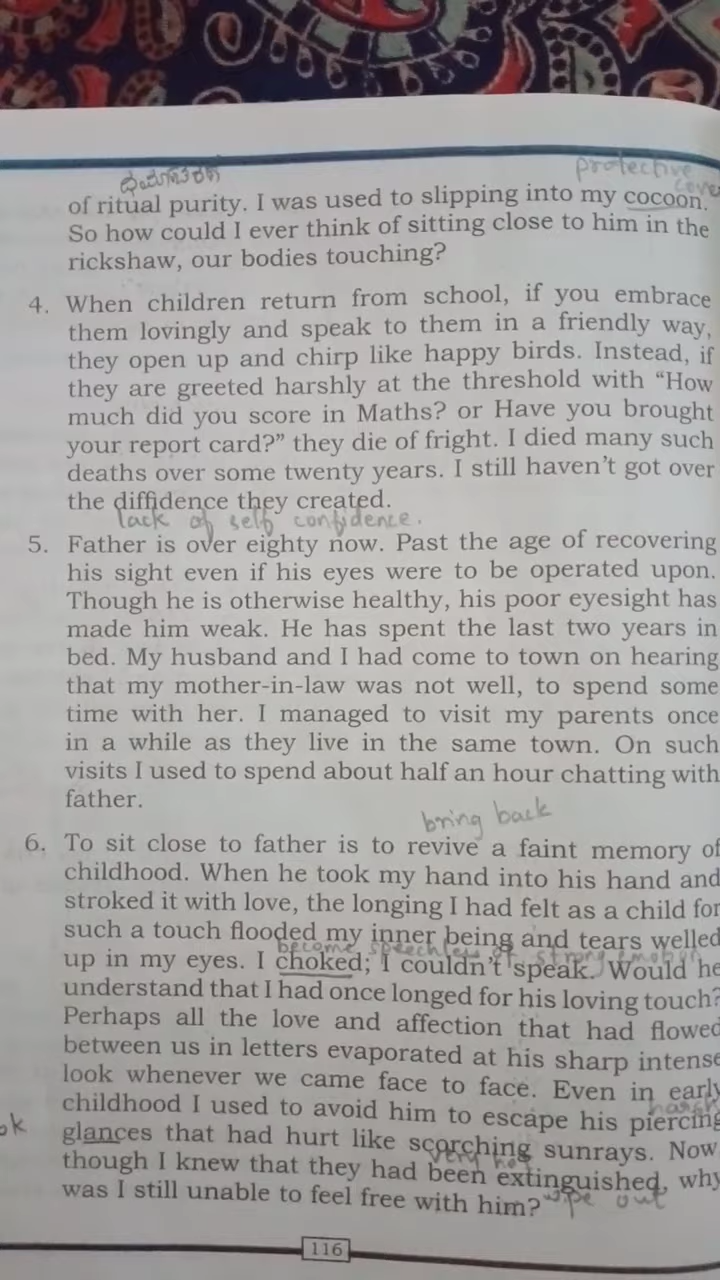 protective
cover
of ritual purity. I was used to slipping into my cocoon.
So how could I ever think of sitting close to him in the
rickshaw, our bodies touching?
4. When children return from school, if you embrace
them lovingly and speak to them in a friendly way,
they open up and chirp like happy birds. Instead, if
they are greeted harshly at the threshold with “How
much did you score in Maths? or Have you brought
your report card?” they die of fright. I died many such
deaths over some twenty years. I still haven’t got over
the diffidence they created.
lack of self confidence.
5. Father is over eighty now. Past the age of recovering
his sight even if his eyes were to be operated upon.
Though he is otherwise healthy, his poor eyesight has
made him weak. He has spent the last two years in
bed. My husband and I had come to town on hearing
that my mother-in-law was not well, to spend some
time with her. I managed to visit my parents once
in a while as they live in the same town. On such
visits I used to spend about half an hour chatting with
father.
bring back
6. To sit close to father is to revive a faint memory of
childhood. When he took my hand into his hand and
stroked it with love, the longing I had felt as a child for
such a touch flooded my inner being and tears welled
become speechless of strong emotion
up in my eyes. I choked; I couldn’t speak. Would he
understand that I had once longed for his loving touch?
Perhaps all the love and affection that had flowed
between us in letters evaporated at his sharp intense
look whenever we came face to face. Even in early
childhood I used to avoid him to escape his piercing
harsh
glances that had hurt like scorching sunrays. Now
very hot
though I knew that they had been extinguished, why
was I still unable to feel free with him?
wipe out
116